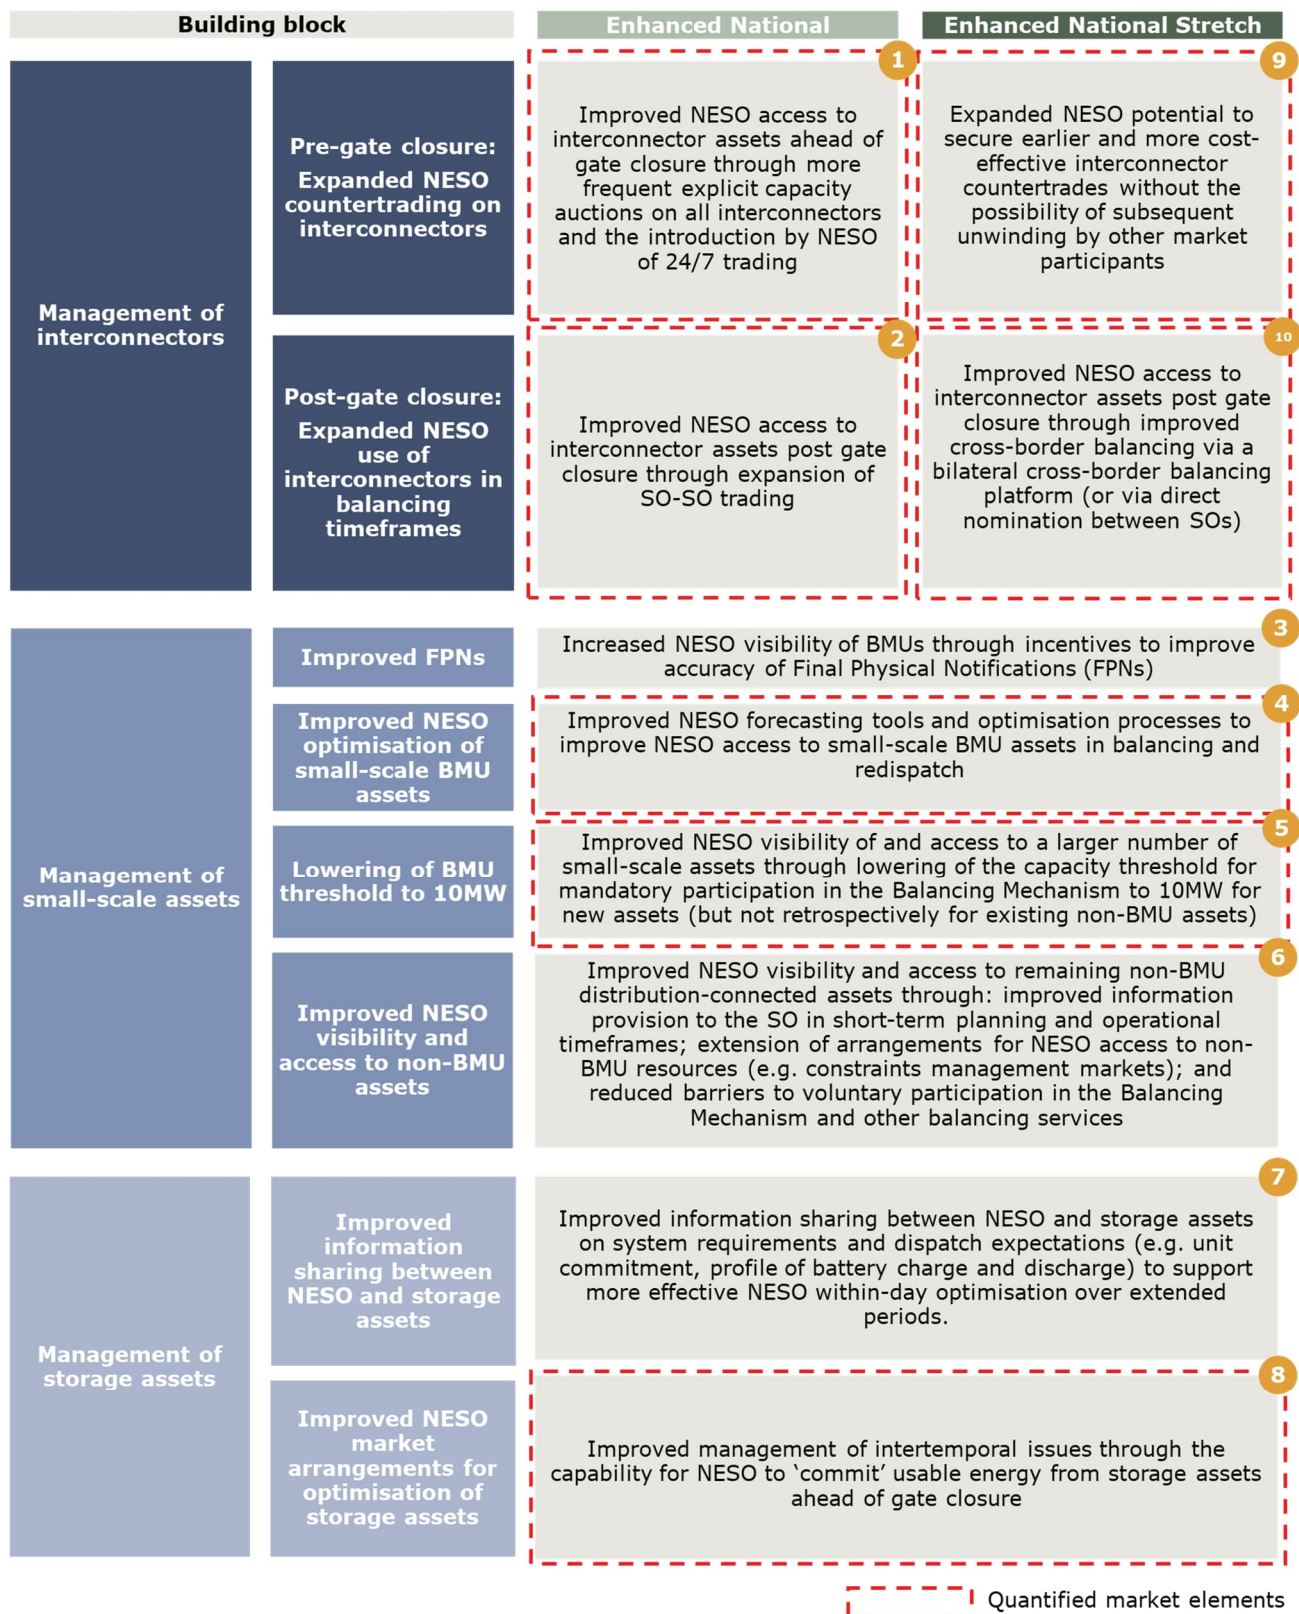 Building block
Enhanced National
Enhanced National Stretch
Management of
interconnectors
Pre-gate closure:
Expanded NESO
countertrading on
interconnectors
1
Improved NESO access to
interconnector assets ahead of
gate closure through more
frequent explicit capacity
auctions on all interconnectors
and the introduction by NESO
of 24/7 trading
9
Expanded NESO potential to
secure earlier and more cost-
effective interconnector
countertrades without the
possibility of subsequent
unwinding by other market
participants
Post-gate closure:
Expanded NESO
use of
interconnectors in
balancing
timeframes
2
Improved NESO access to
interconnector assets post gate
closure through expansion of
SO-SO trading
10
Improved NESO access to
interconnector assets post gate
closure through improved
cross-border balancing via a
bilateral cross-border balancing
platform (or via direct
nomination between SOs)
Management of
small-scale assets
Improved FPNs
3
Increased NESO visibility of BMUs through incentives to improve
accuracy of Final Physical Notifications (FPNs)
Improved NESO
optimisation of
small-scale BMU
assets
4
Improved NESO forecasting tools and optimisation processes to
improve NESO access to small-scale BMU assets in balancing and
redispatch
Lowering of BMU
threshold to 10MW
5
Improved NESO visibility of and access to a larger number of
small-scale assets through lowering of the capacity threshold for
mandatory participation in the Balancing Mechanism to 10MW for
new assets (but not retrospectively for existing non-BMU assets)
Improved NESO
visibility and
access to non-BMU
assets
6
Improved NESO visibility and access to remaining non-BMU
distribution-connected assets through: improved information
provision to the SO in short-term planning and operational
timeframes; extension of arrangements for NESO access to non-
BMU resources (e.g. constraints management markets); and
reduced barriers to voluntary participation in the Balancing
Mechanism and other balancing services
Management of
storage assets
Improved
information
sharing between
NESO and storage
assets
7
Improved information sharing between NESO and storage assets
on system requirements and dispatch expectations (e.g. unit
commitment, profile of battery charge and discharge) to support
more effective NESO within-day optimisation over extended
periods.
Improved NESO
market
arrangements for
optimisation of
storage assets
8
Improved management of intertemporal issues through the
capability for NESO to ‘commit’ usable energy from storage assets
ahead of gate closure
Quantified market elements